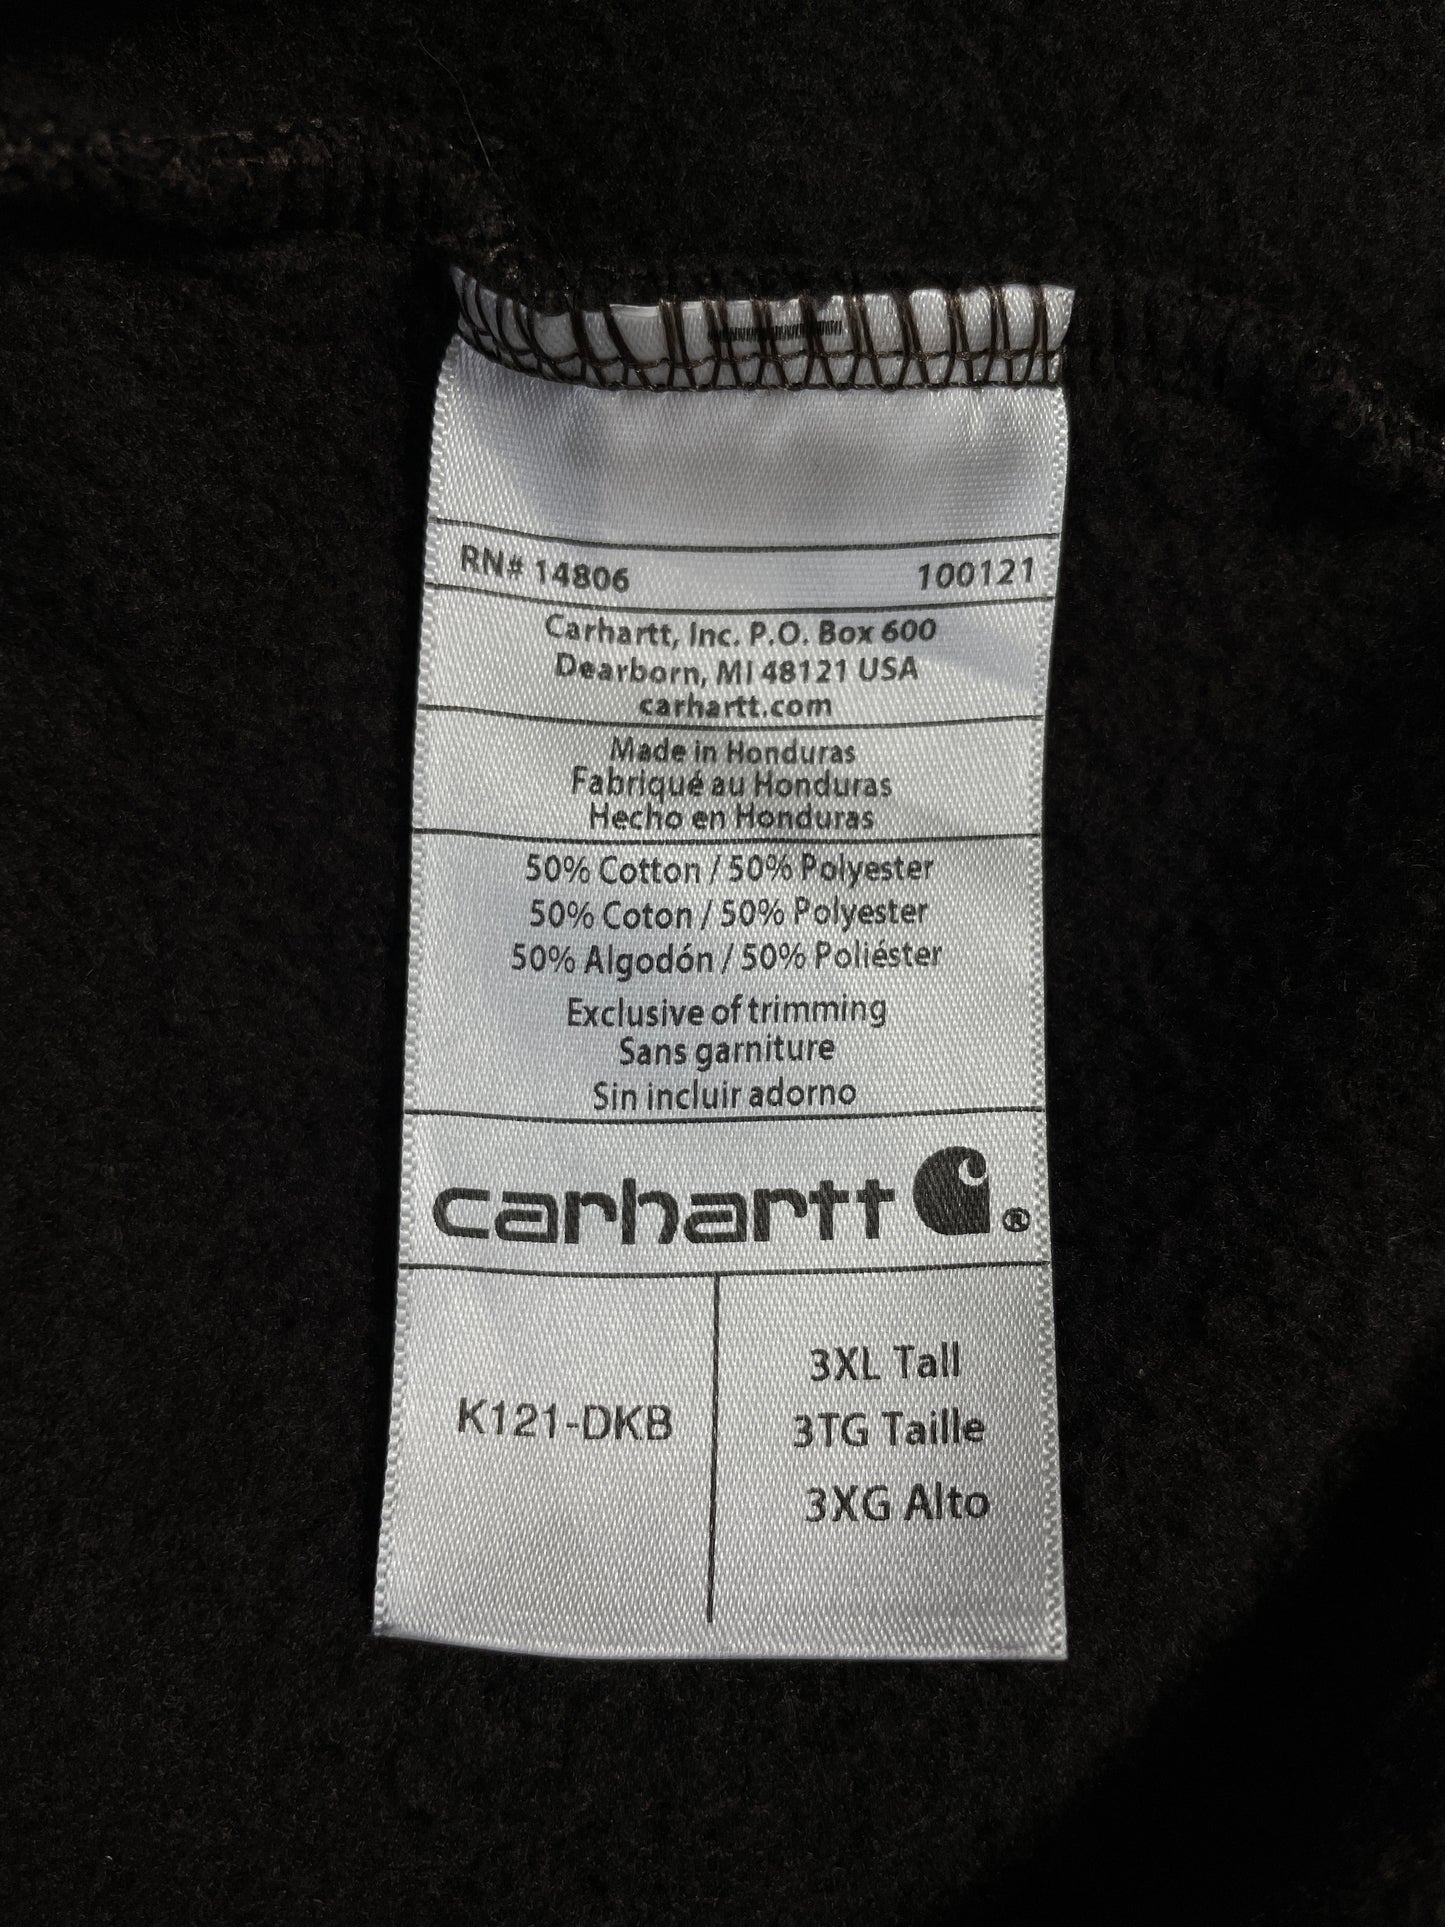 RN# 14806 100121
Carhartt, Inc. P.O. Box 600
Dearborn, MI 48121 USA
carhartt.com
Made in Honduras
Fabriqué au Honduras
Hecho en Honduras
50% Cotton / 50% Polyester
50% Coton / 50% Polyester
50% Algodón / 50% Poliéster
Exclusive of trimming
Sans garniture
Sin incluir adorno
carhartt ®
K121-DKB
3XL Tall
3TG Taille
3XG Alto